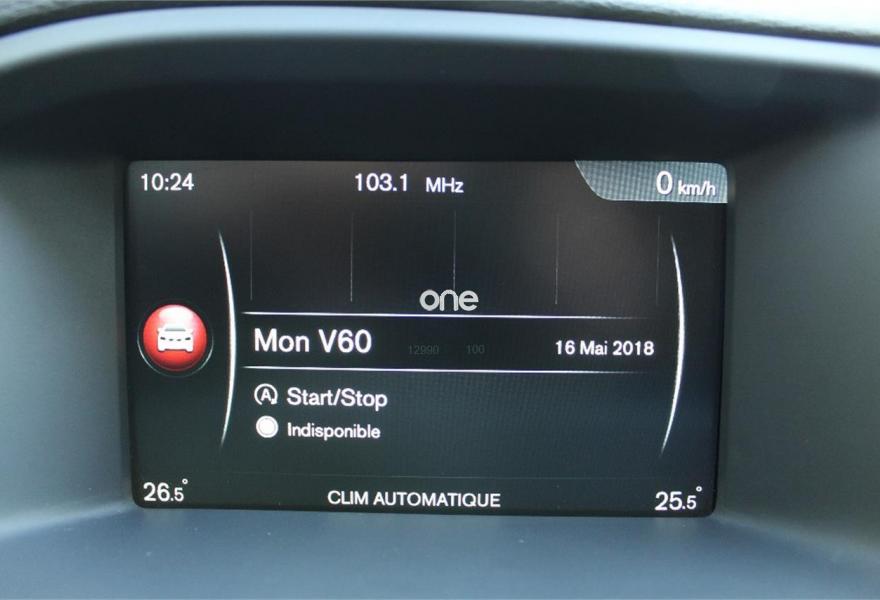 10:24 103.1 MHz 0 km/h
one
Mon V60 12990 100 16 Mai 2018
A Start/Stop
Indisponible
26.5° CLIM AUTOMATIQUE 25.5°